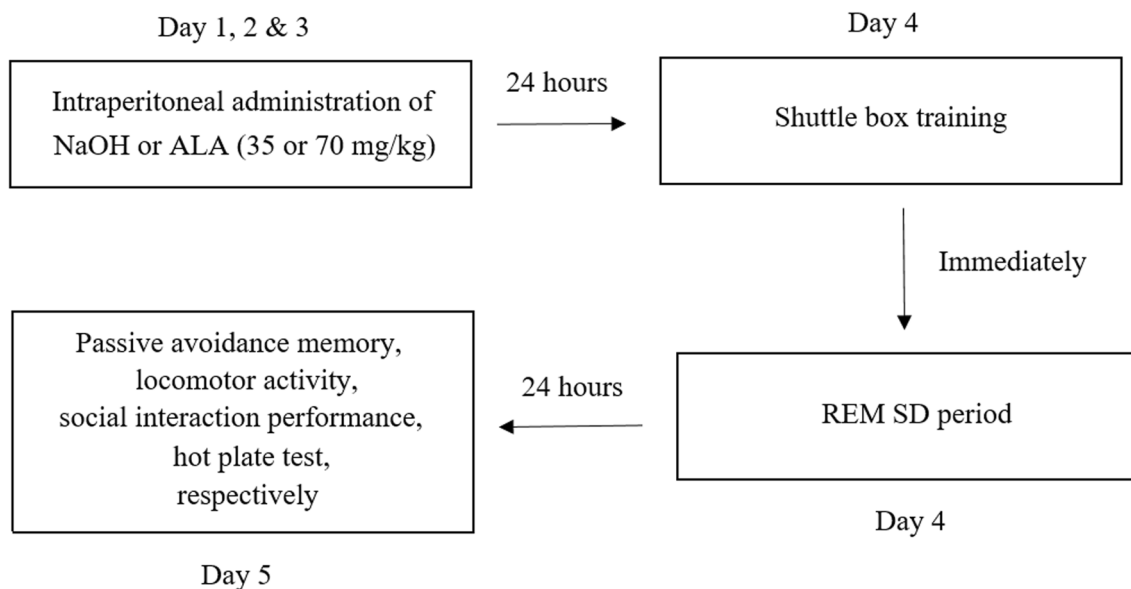 Day 1, 2 & 3
Intraperitoneal administration of
NaOH or ALA (35 or 70 mg/kg)
24 hours
Day 4
Shuttle box training
Immediately
REM SD period
Day 4
24 hours
Passive avoidance memory,
locomotor activity,
social interaction performance,
hot plate test,
respectively
Day 5